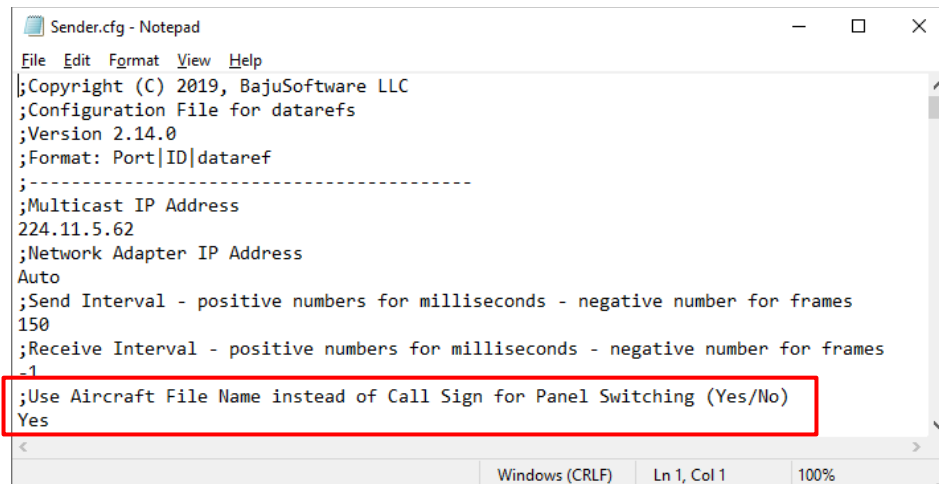 Sender.cfg - Notepad
File Edit Format View Help
;Copyright (C) 2019, BajuSoftware LLC
;Configuration File for datarefs
;Version 2.14.0
;Format: Port|ID|dataref
;------------------------------------------
;Multicast IP Address
224.11.5.62
;Network Adapter IP Address
Auto
;Send Interval - positive numbers for milliseconds - negative number for frames
150
;Receive Interval - positive numbers for milliseconds - negative number for frames
-1
;Use Aircraft File Name instead of Call Sign for Panel Switching (Yes/No)
Yes
Windows (CRLF) Ln 1, Col 1 100%